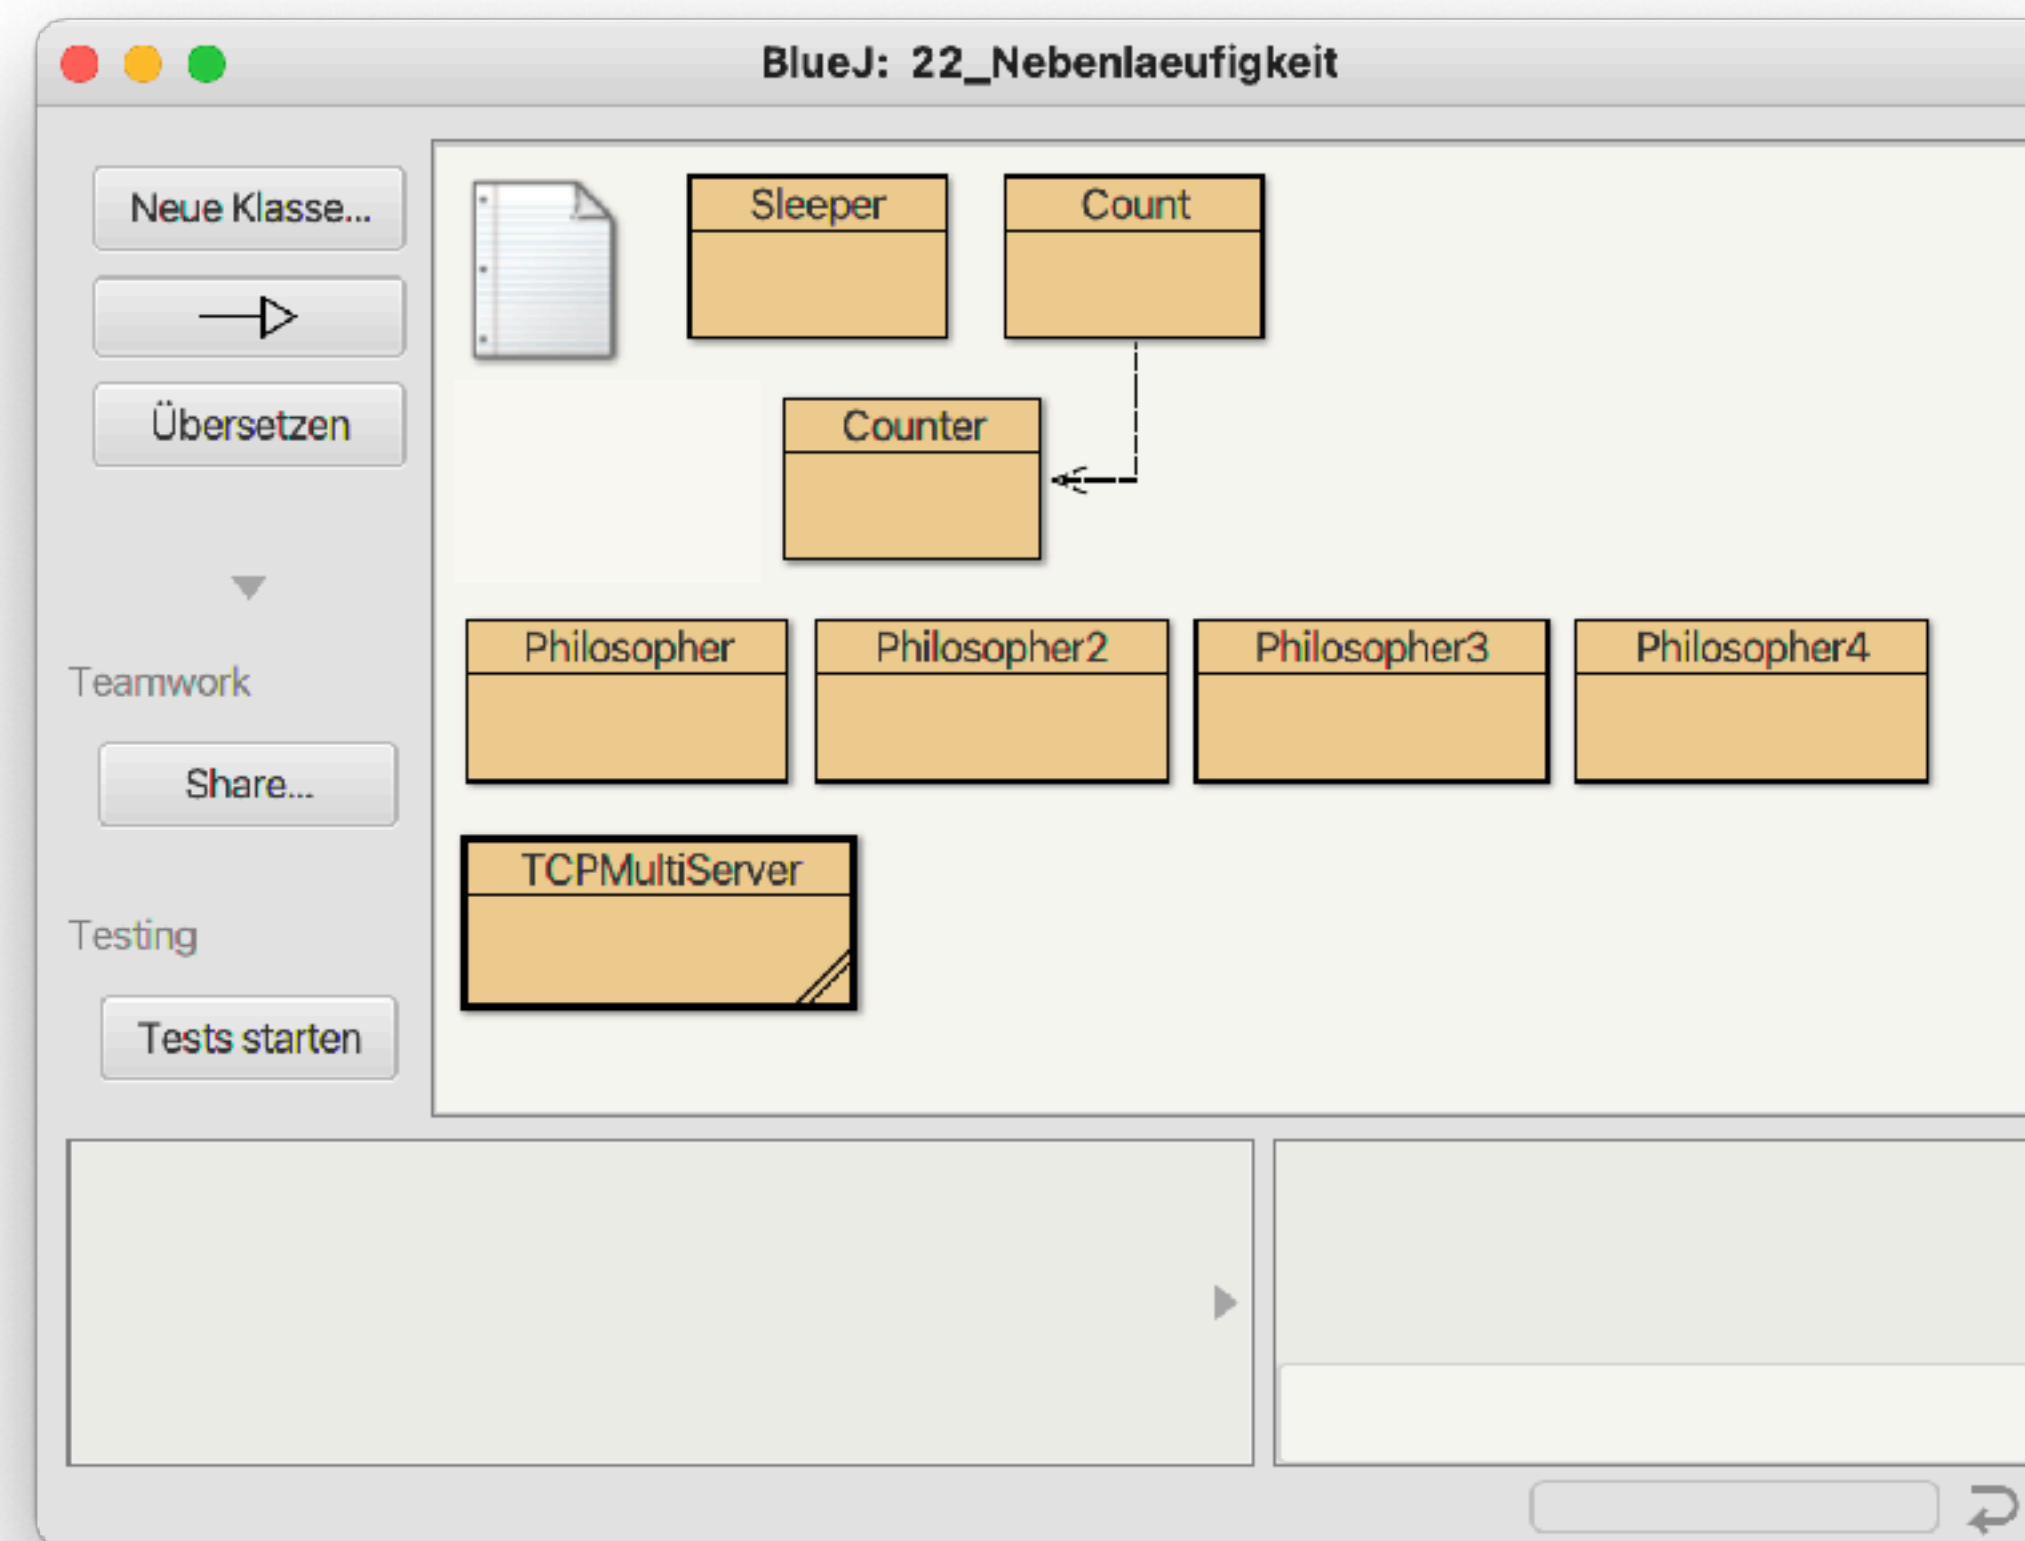 BlueJ: 22_Nebenlaeufigkeit
Neue Klasse...
Übersetzen
Teamwork
Share...
Testing
Tests starten
Sleeper
Count
Counter
Philosopher
Philosopher2
Philosopher3
Philosopher4
TCPMultiServer